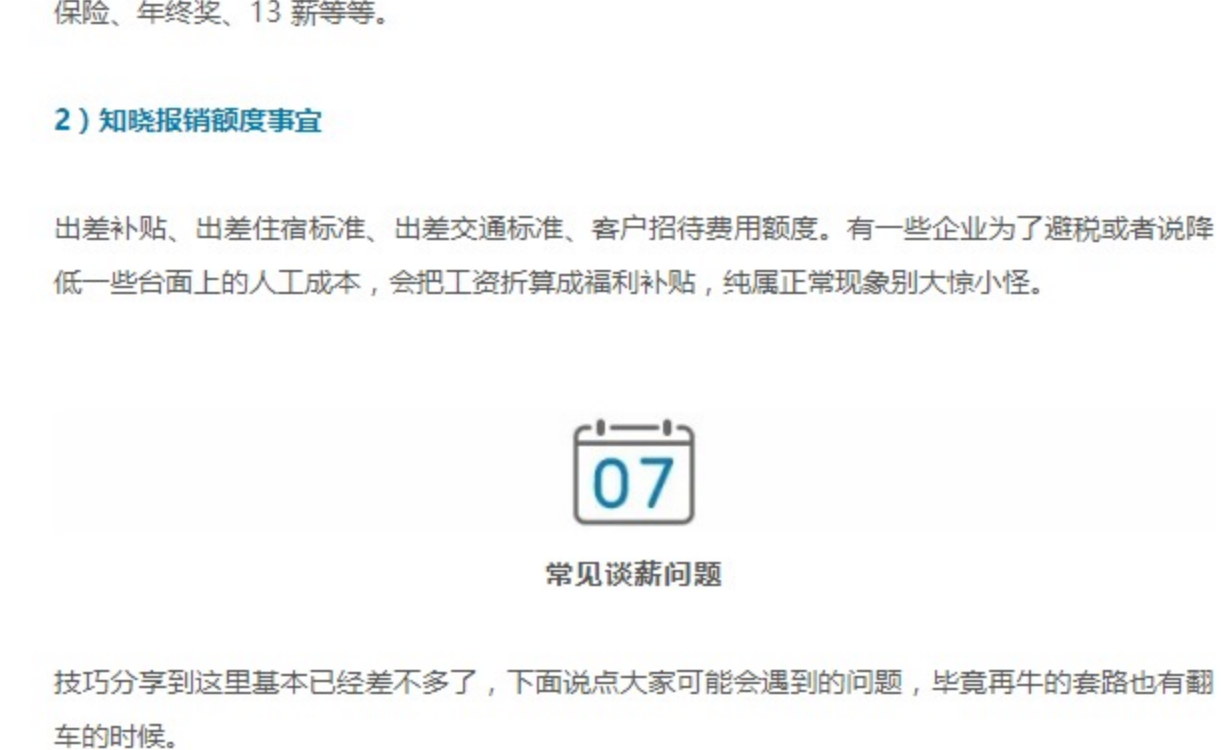 保险、年终奖、13 薪等等。
2）知晓报销额度事宜
出差补贴、出差住宿标准、出差交通标准、客户招待费用额度。有一些企业为了避税或者说降
低一些台面上的人工成本，会把工资折算成福利补贴，纯属正常现象别大惊小怪。
07
常见谈薪问题
技巧分享到这里基本已经差不多了，下面说点大家可能会遇到的问题，毕竟再牛的套路也有翻
车的时候。